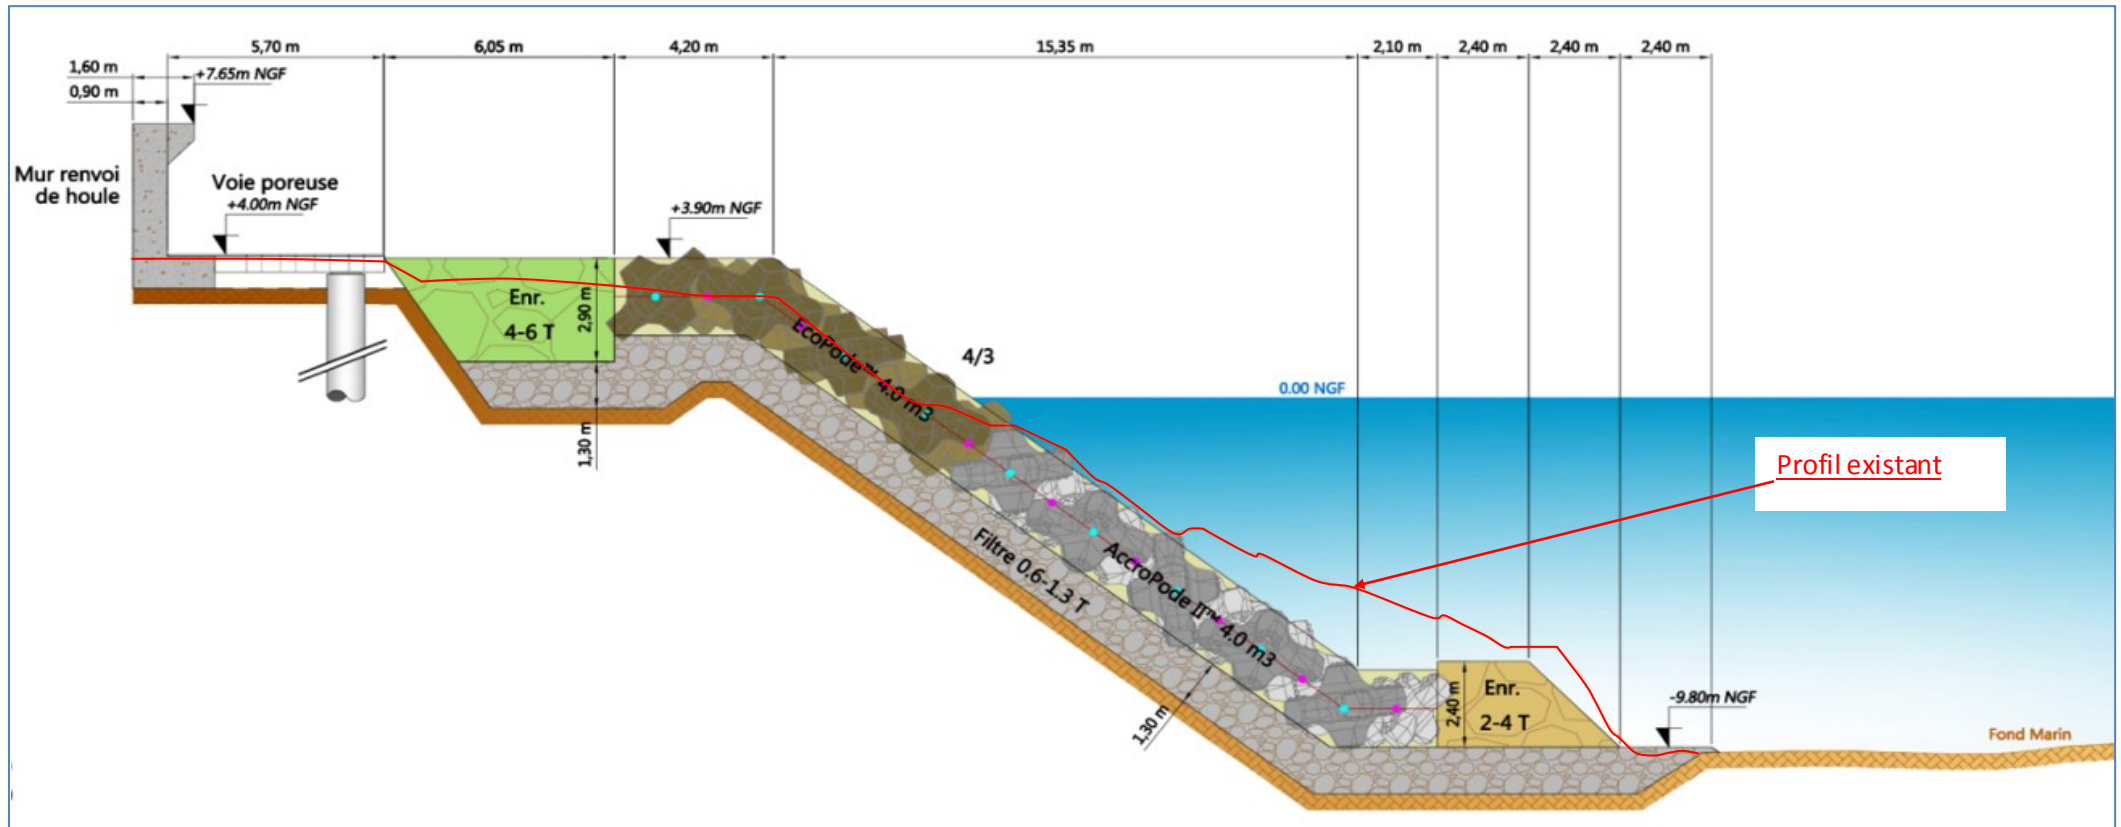 5,70 m
6,05 m
4,20 m
15,35 m
2,10 m
2,40 m
2,40 m
2,40 m
1,60 m
+7.65m NGF
0,90 m
Mur renvoi
de houle
Voie poreuse
+4.00m NGF
+3.90m NGF
Enr.
4-6 T
2,90 m
1,30 m
EcoPode™ 4.0 m3
4/3
0.00 NGF
Profil existant
Filtre 0.6-1.3 T
AccroPode II™ 4.0 m3
1,30 m
2,40 m
Enr.
2-4 T
-9.80m NGF
Fond Marin